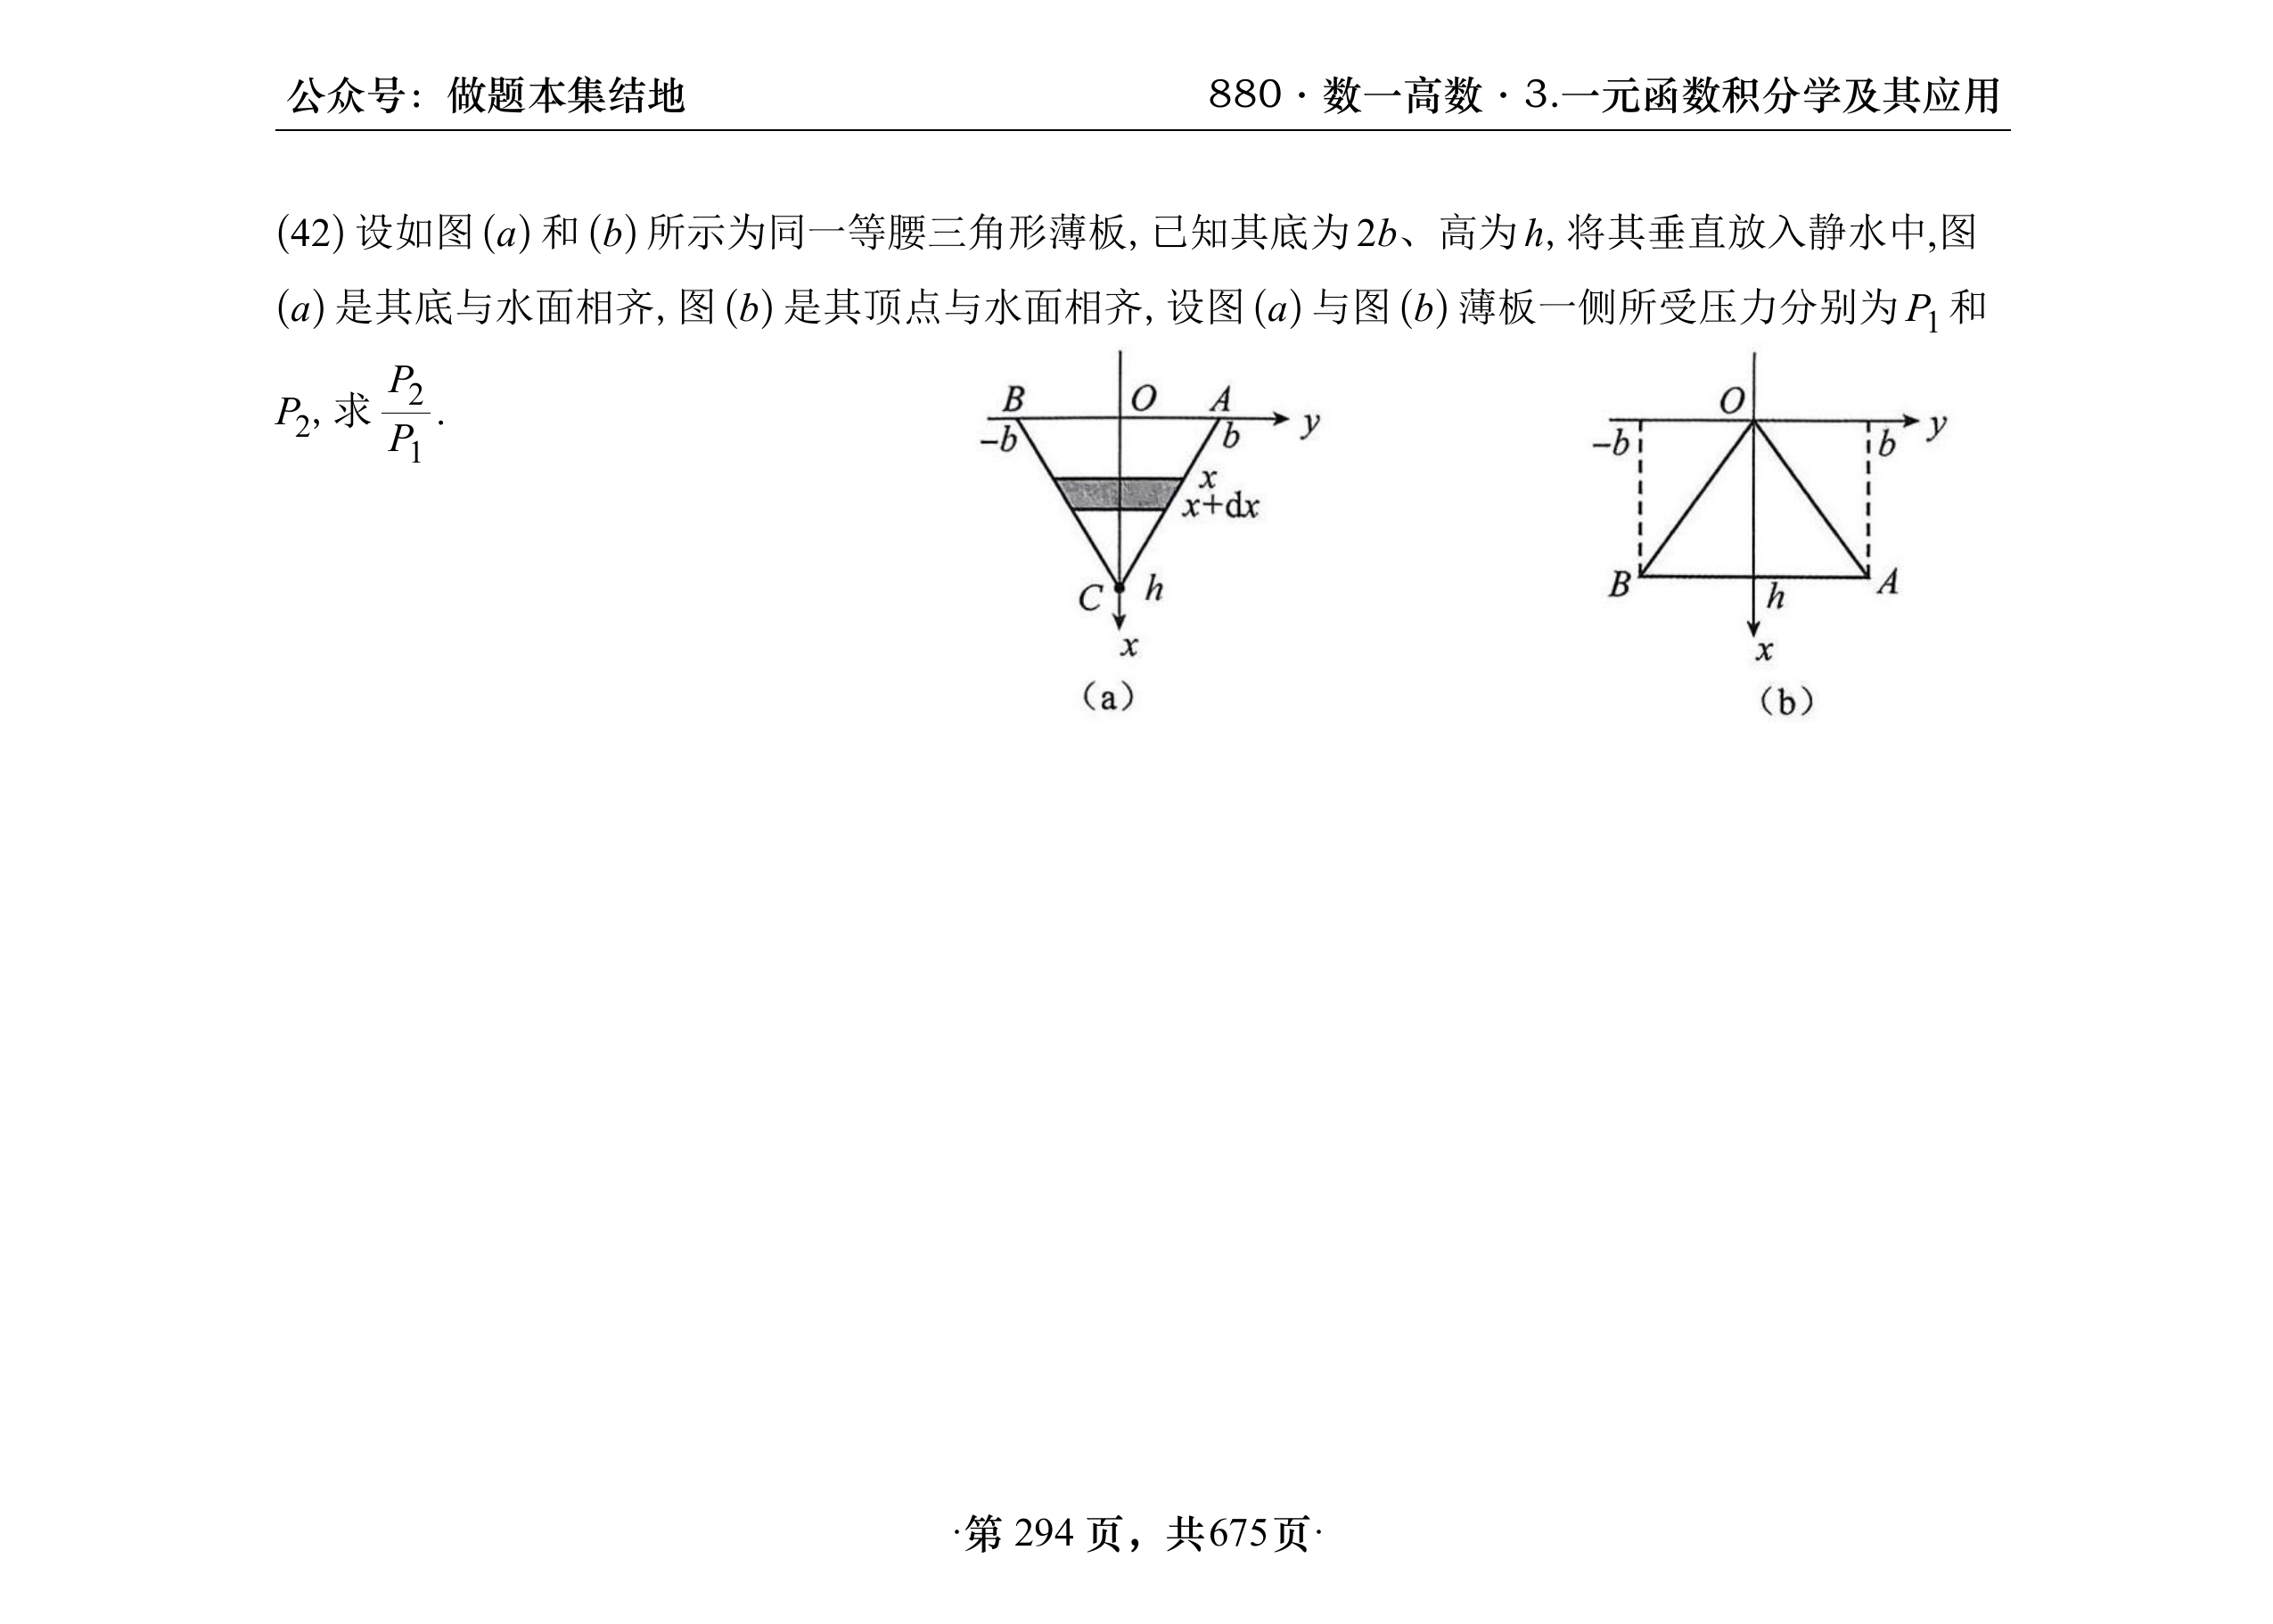 公众号：做题本集结地
880·数一高数·3.一元函数积分学及其应用
(42) 设如图 (a) 和 (b) 所示为同一等腰三角形薄板, 已知其底为 2b、高为 h, 将其垂直放入静水中,图
(a) 是其底与水面相齐, 图 (b) 是其顶点与水面相齐, 设图 (a) 与图 (b) 薄板一侧所受压力分别为 P₁ 和
P₂, 求 P₂/P₁.
B O A y
−b b
x
x+dx
C h
x
(a)
O y
−b b
B h A
x
(b)
·第 294 页，共675页·